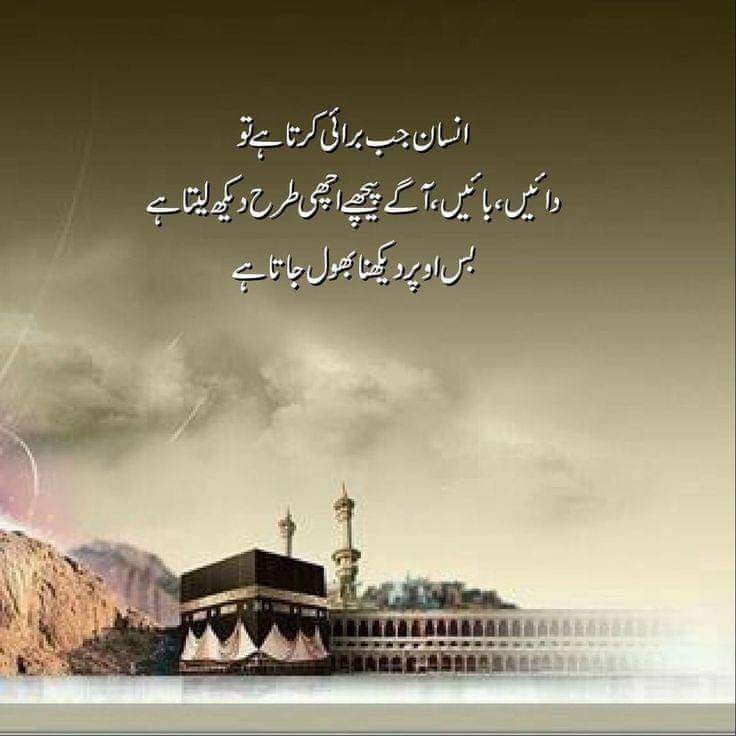 انسان جب برائی کرتا ہے تو
دائیں، بائیں، آگے پیچھے اچھی طرح دیکھ لیتا ہے
بس اوپر دیکھنا بھول جاتا ہے